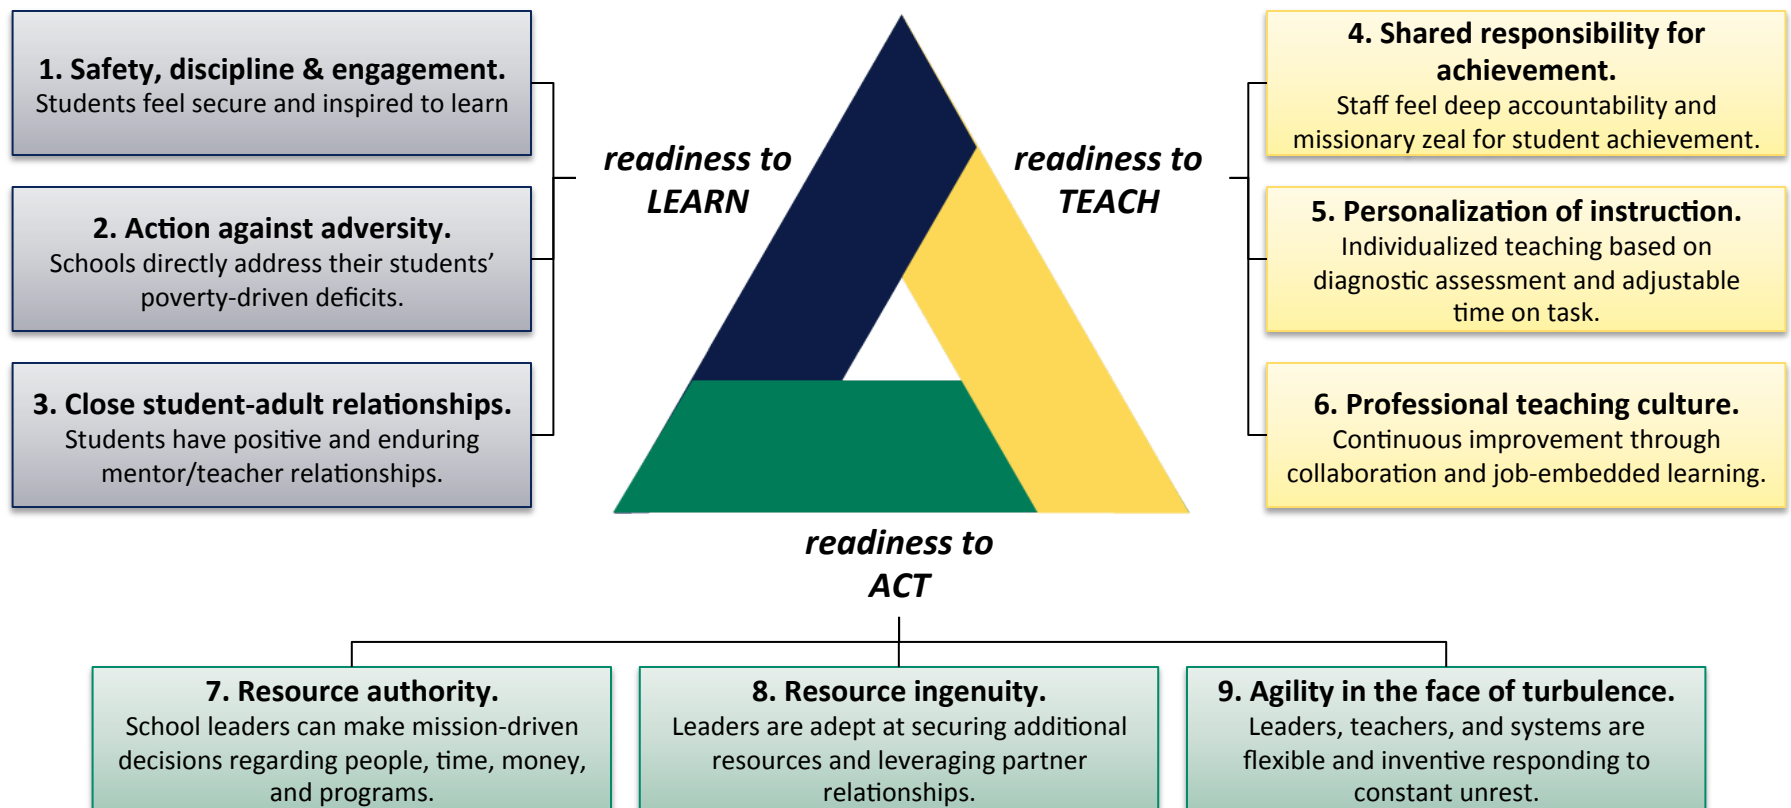 1. Safety, discipline & engagement.
Students feel secure and inspired to learn
2. Action against adversity.
Schools directly address their students’
poverty-driven deficits.
3. Close student-adult relationships.
Students have positive and enduring
mentor/teacher relationships.
readiness to
LEARN
readiness to
TEACH
4. Shared responsibility for
achievement.
Staff feel deep accountability and
missionary zeal for student achievement.
5. Personalization of instruction.
Individualized teaching based on
diagnostic assessment and adjustable
time on task.
6. Professional teaching culture.
Continuous improvement through
collaboration and job-embedded learning.
readiness to
ACT
7. Resource authority.
School leaders can make mission-driven
decisions regarding people, time, money,
and programs.
8. Resource ingenuity.
Leaders are adept at securing additional
resources and leveraging partner
relationships.
9. Agility in the face of turbulence.
Leaders, teachers, and systems are
flexible and inventive responding to
constant unrest.